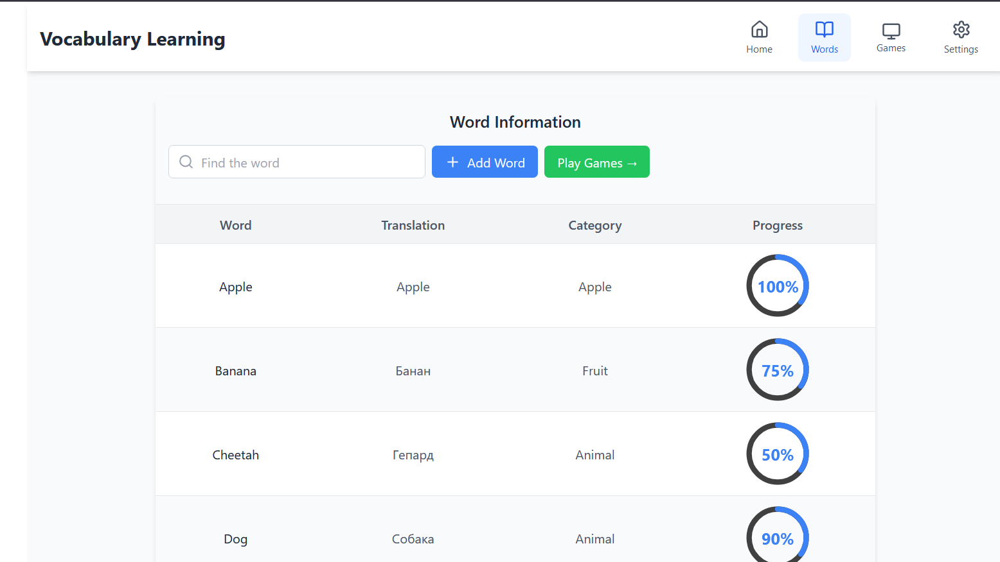 Vocabulary Learning
Home
Words
Games
Settings
Word Information
Find the word
+ Add Word
Play Games →
Word Translation Category Progress
Apple Apple Apple 100%
Banana Банан Fruit 75%
Cheetah Гепард Animal 50%
Dog Собака Animal 90%